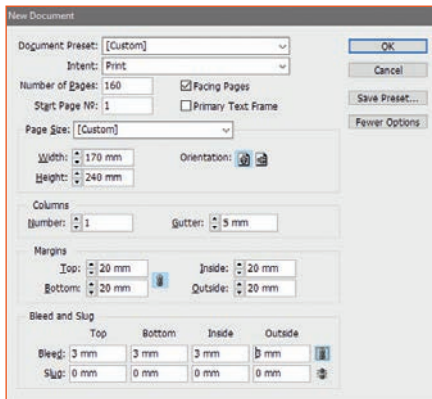 New Document
Document Preset: [Custom] OK
Intent: Print Cancel
Number of Pages: 160 Facing Pages Save Preset...
Start Page Nº: 1 Primary Text Frame Fewer Options
Page Size: [Custom]
Width: 170 mm Orientation:
Height: 240 mm
Columns
Number: 1 Gutter: 5 mm
Margins
Top: 20 mm Inside: 20 mm
Bottom: 20 mm Outside: 20 mm
Bleed and Slug
Top Bottom Inside Outside
Bleed: 3 mm 3 mm 3 mm 3 mm
Slug: 0 mm 0 mm 0 mm 0 mm